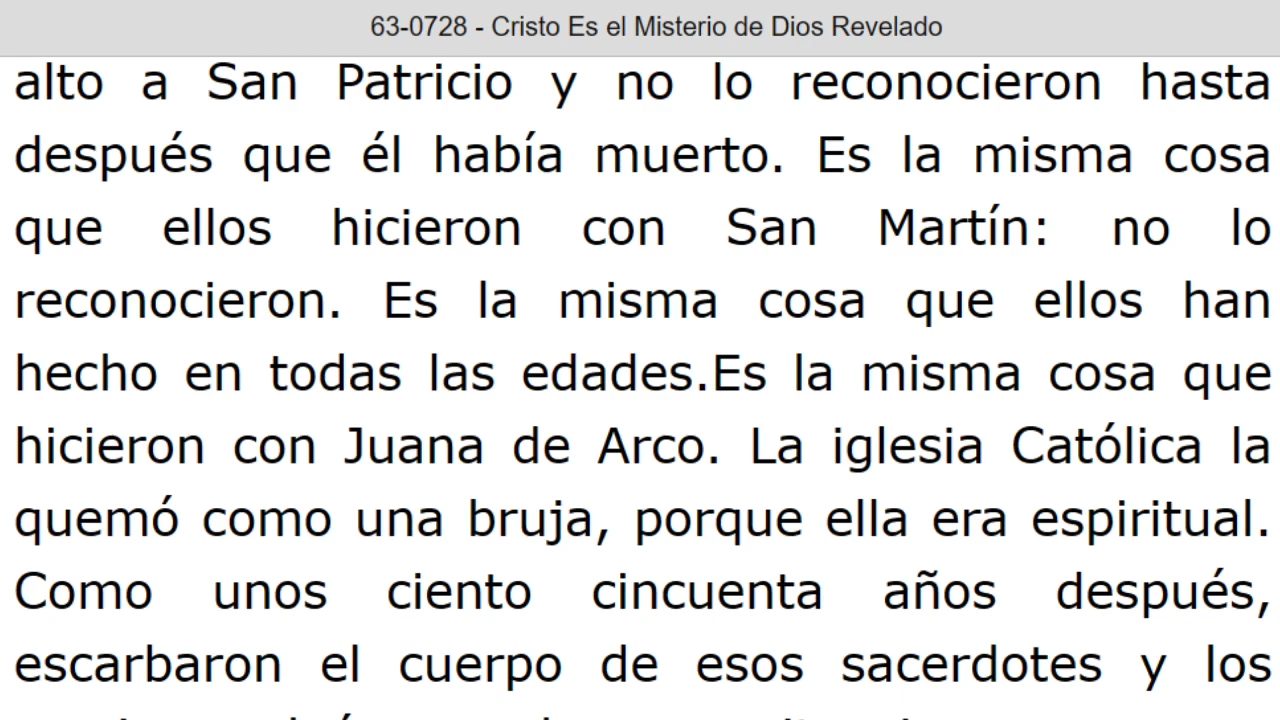 63-0728 - Cristo Es el Misterio de Dios Revelado
alto a San Patricio y no lo reconocieron hasta
después que él había muerto. Es la misma cosa
que ellos hicieron con San Martín: no lo
reconocieron. Es la misma cosa que ellos han
hecho en todas las edades.Es la misma cosa que
hicieron con Juana de Arco. La iglesia Católica la
quemó como una bruja, porque ella era espiritual.
Como unos ciento cincuenta años después,
escarbaron el cuerpo de esos sacerdotes y los